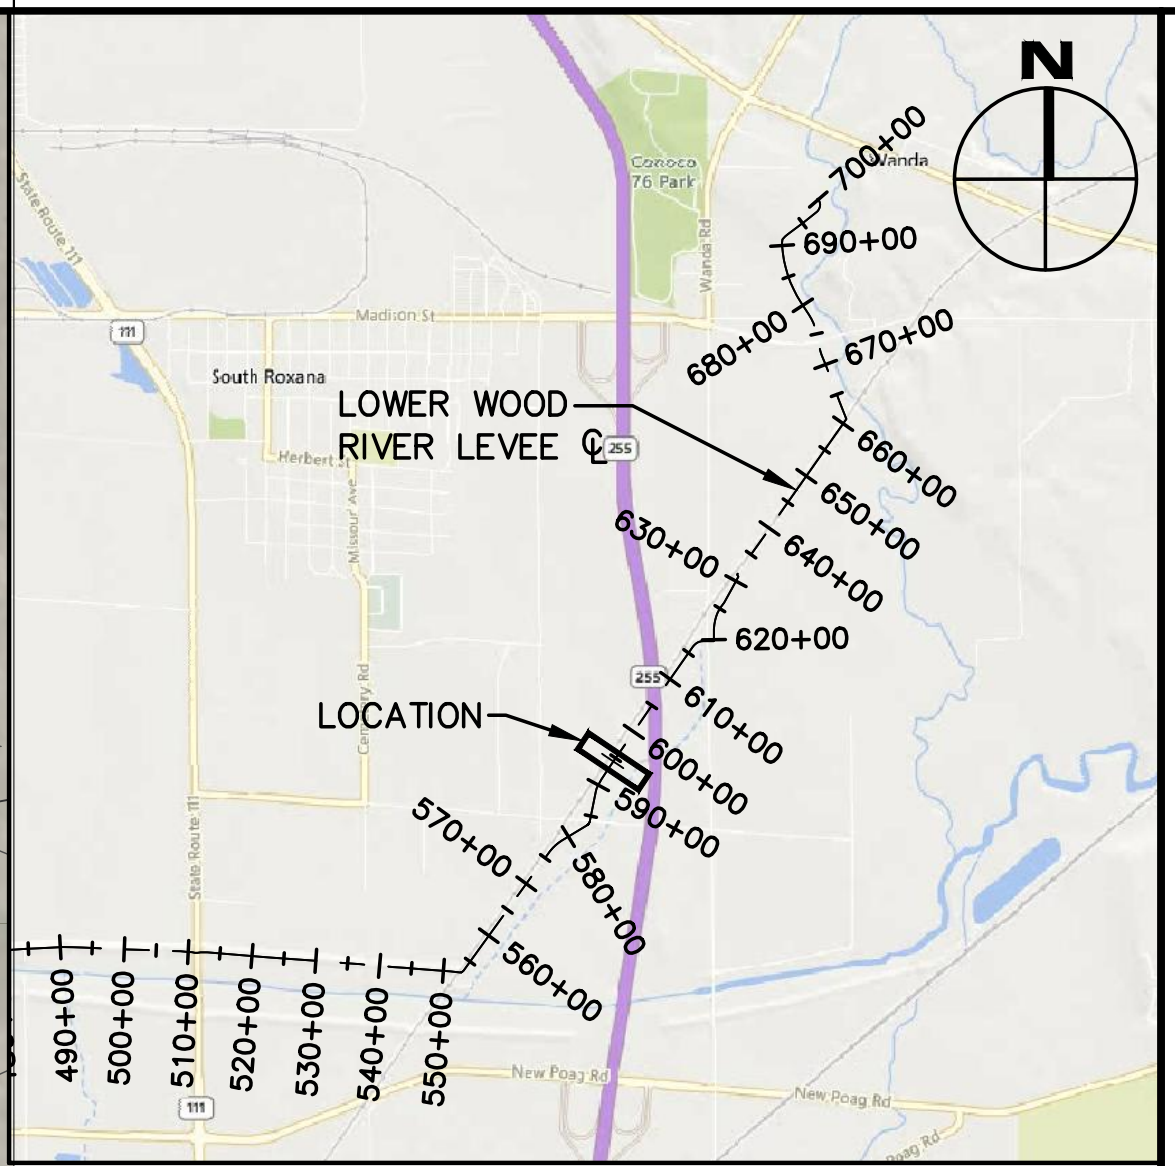 N
700+00
Wanda
Conoco
76 Park
690+00
Wanda Rd
State Route 111
Madison St
111
680+00
670+00
South Roxana
LOWER WOOD
RIVER LEVEE ℄
255
Herbert St
660+00
650+00
Missouri Ave
630+00
640+00
620+00
255
610+00
LOCATION
Cemetery Rd
600+00
590+00
570+00
580+00
State Route 111
560+00
490+00
500+00
510+00
520+00
530+00
540+00
550+00
New Poag Rd
New Poag Rd
111
Poag Rd